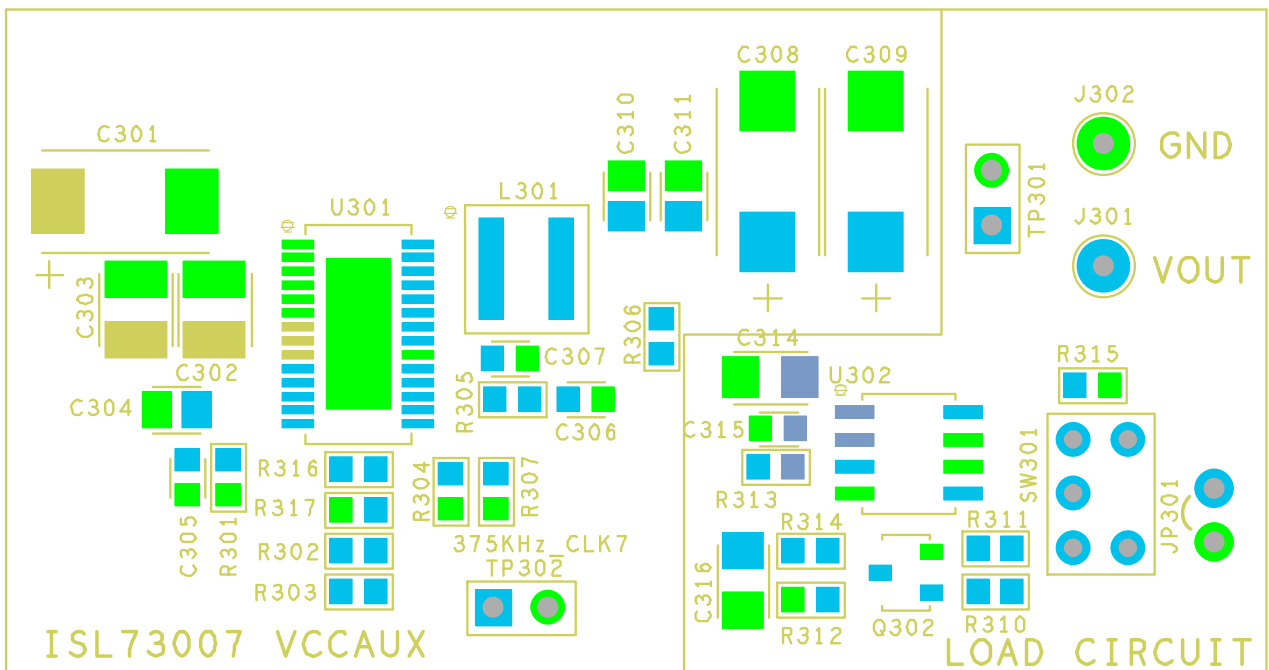 C308
C309
C310
C311
J302
GND
C301
TP301
L301
U301
J301
VOUT
C303
R306
C314
C307
R315
C302
U302
R305
C304
C306
C315
SW301
R316
R304
R307
R313
R317
R314
R311
JP301
C305
R301
R302
375KHz_CLK7
TP302
C316
R303
R312
Q302
R310
ISL73007 VCCAUX
LOAD CIRCUIT